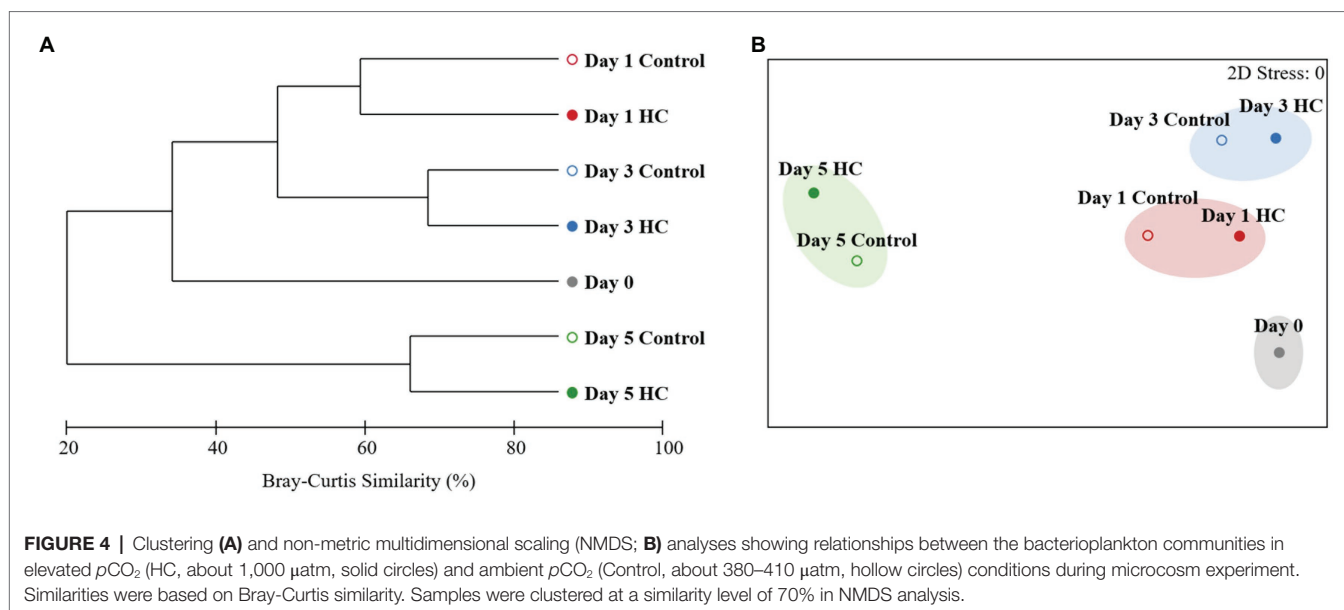 A
Day 1 Control
Day 1 HC
Day 3 Control
Day 3 HC
Day 0
Day 5 Control
Day 5 HC
20 40 60 80 100
Bray-Curtis Similarity (%)
B
2D Stress: 0
Day 3 HC
Day 3 Control
Day 5 HC
Day 1 Control
Day 1 HC
Day 5 Control
Day 0
FIGURE 4 | Clustering (A) and non-metric multidimensional scaling (NMDS; B) analyses showing relationships between the bacterioplankton communities in
elevated pCO₂ (HC, about 1,000 μatm, solid circles) and ambient pCO₂ (Control, about 380–410 μatm, hollow circles) conditions during microcosm experiment.
Similarities were based on Bray-Curtis similarity. Samples were clustered at a similarity level of 70% in NMDS analysis.